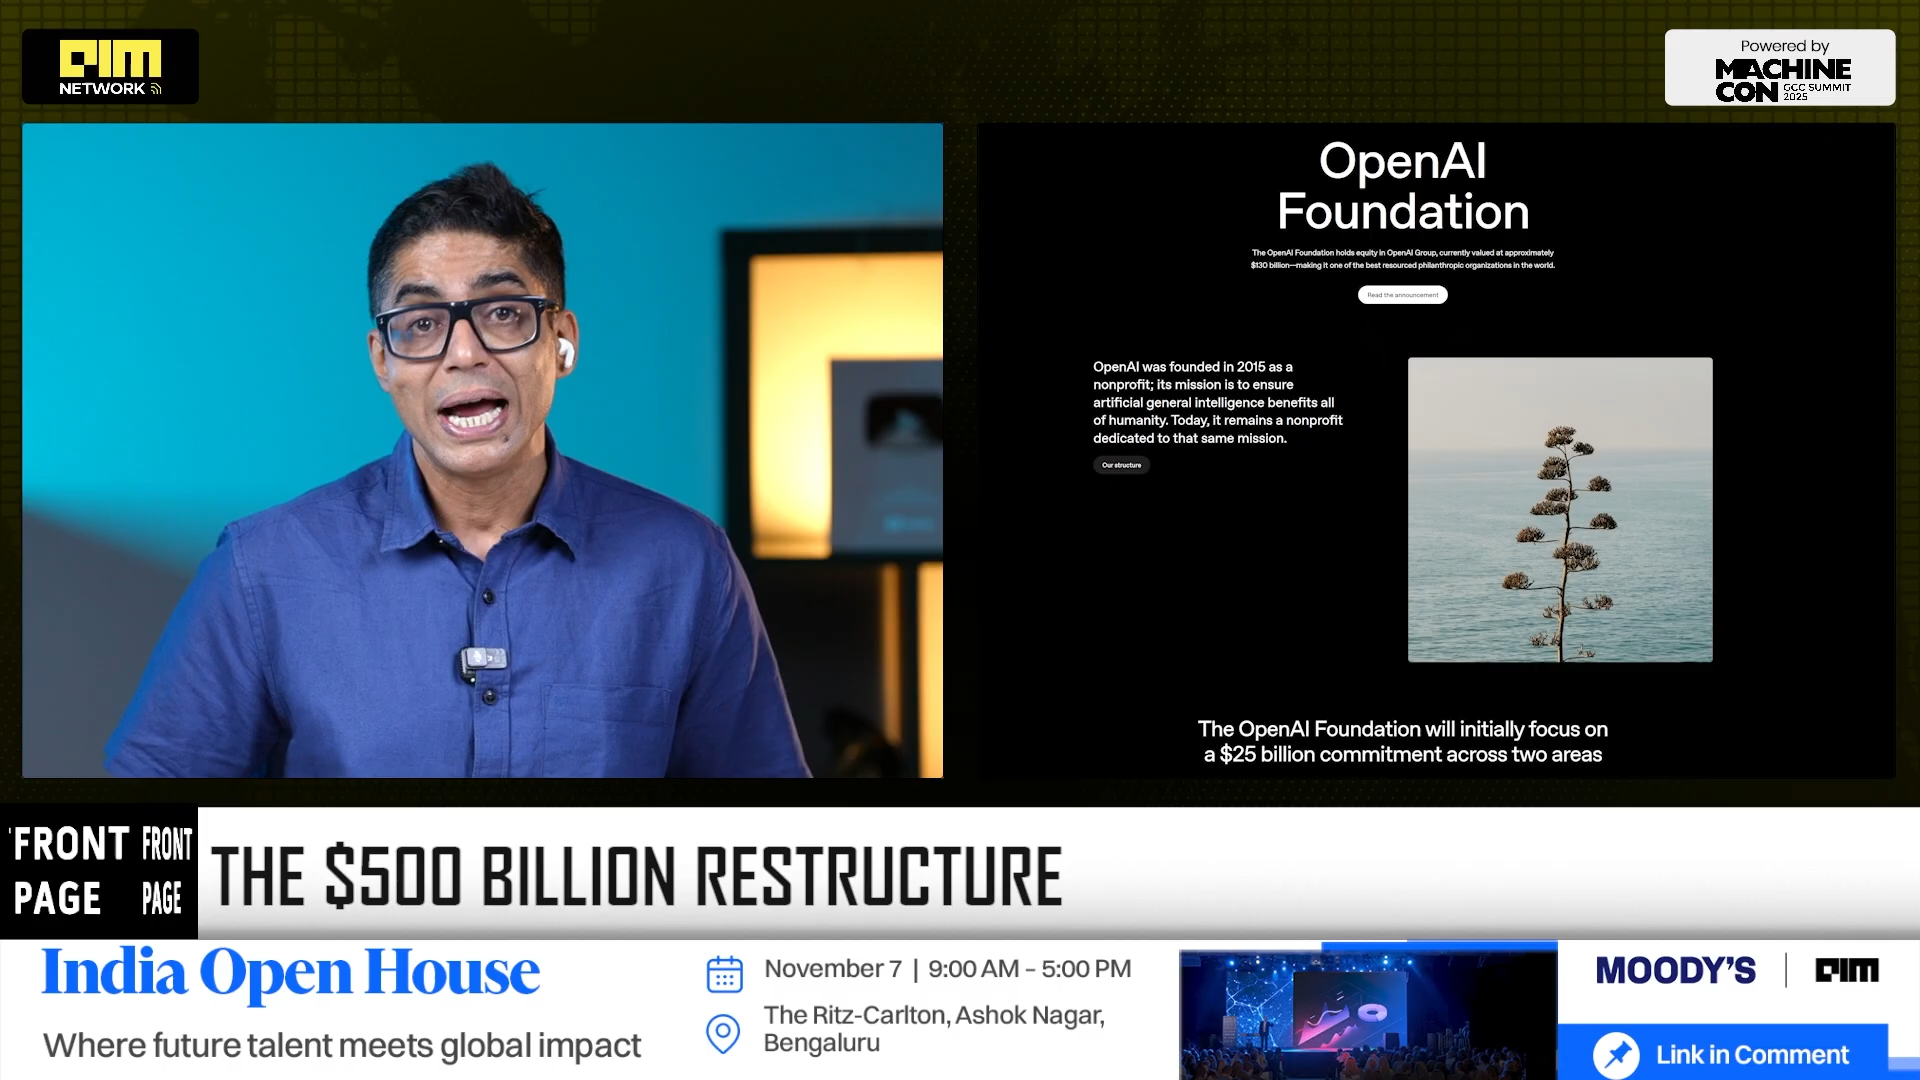 AIM
NETWORK
Powered by
MACHINE
CON GCC SUMMIT
2025
OpenAI
Foundation
The OpenAI Foundation holds equity in OpenAI Group, currently valued at approximately
$130 billion—making it one of the best resourced philanthropic organizations in the world.
Read the announcement
OpenAI was founded in 2015 as a
nonprofit; its mission is to ensure
artificial general intelligence benefits all
of humanity. Today, it remains a nonprofit
dedicated to that same mission.
Our structure
The OpenAI Foundation will initially focus on
a $25 billion commitment across two areas
FRONT FRONT
PAGE PAGE
THE $500 BILLION RESTRUCTURE
India Open House
Where future talent meets global impact
November 7 | 9:00 AM – 5:00 PM
The Ritz-Carlton, Ashok Nagar,
Bengaluru
MOODY'S | AIM
Link in Comment